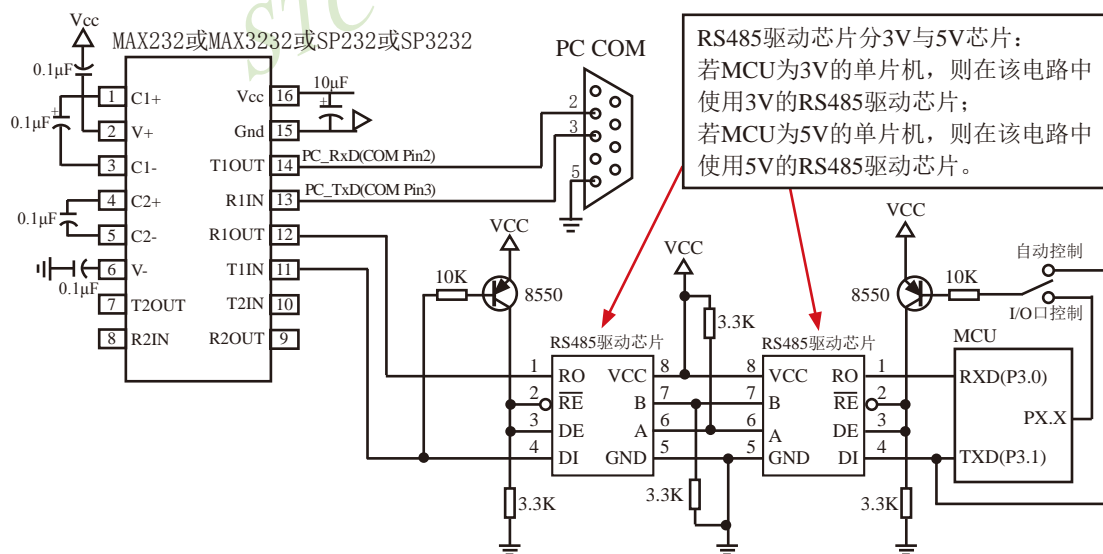 STC
Vcc
MAX232或MAX3232或SP232或SP3232
0.1μF
0.1μF
0.1μF
0.1μF
1 C1+
2 V+
3 C1-
4 C2+
5 C2-
6 V-
7 T2OUT
8 R2IN
Vcc 16
Gnd 15
T1OUT 14
R1IN 13
R1OUT 12
T1IN 11
T2IN 10
R2OUT 9
10μF
PC_RxD(COM Pin2)
PC_TxD(COM Pin3)
PC COM
2
3
5
RS485驱动芯片分3V与5V芯片：
若MCU为3V的单片机，则在该电路中
使用3V的RS485驱动芯片；
若MCU为5V的单片机，则在该电路中
使用5V的RS485驱动芯片。
VCC
10K
8550
3.3K
RS485驱动芯片
1 RO VCC 8
2 RE B 7
3 DE A 6
4 DI GND 5
VCC
3.3K
3.3K
RS485驱动芯片
8 VCC RO 1
7 B RE 2
6 A DE 3
5 GND DI 4
VCC
8550
10K
3.3K
自动控制
I/O口控制
MCU
RXD(P3.0)
PX.X
TXD(P3.1)